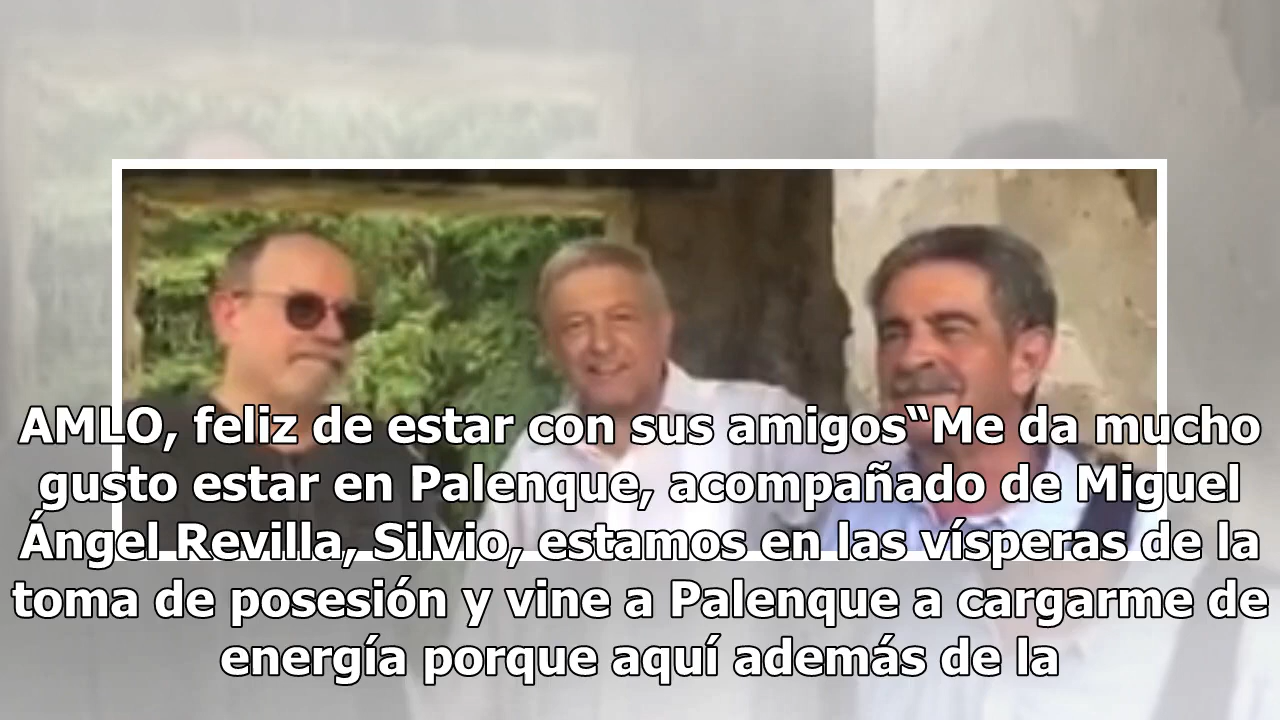 AMLO, feliz de estar con sus amigos“Me da mucho
gusto estar en Palenque, acompañado de Miguel
Ángel Revilla, Silvio, estamos en las vísperas de la
toma de posesión y vine a Palenque a cargarme de
energía porque aquí además de la